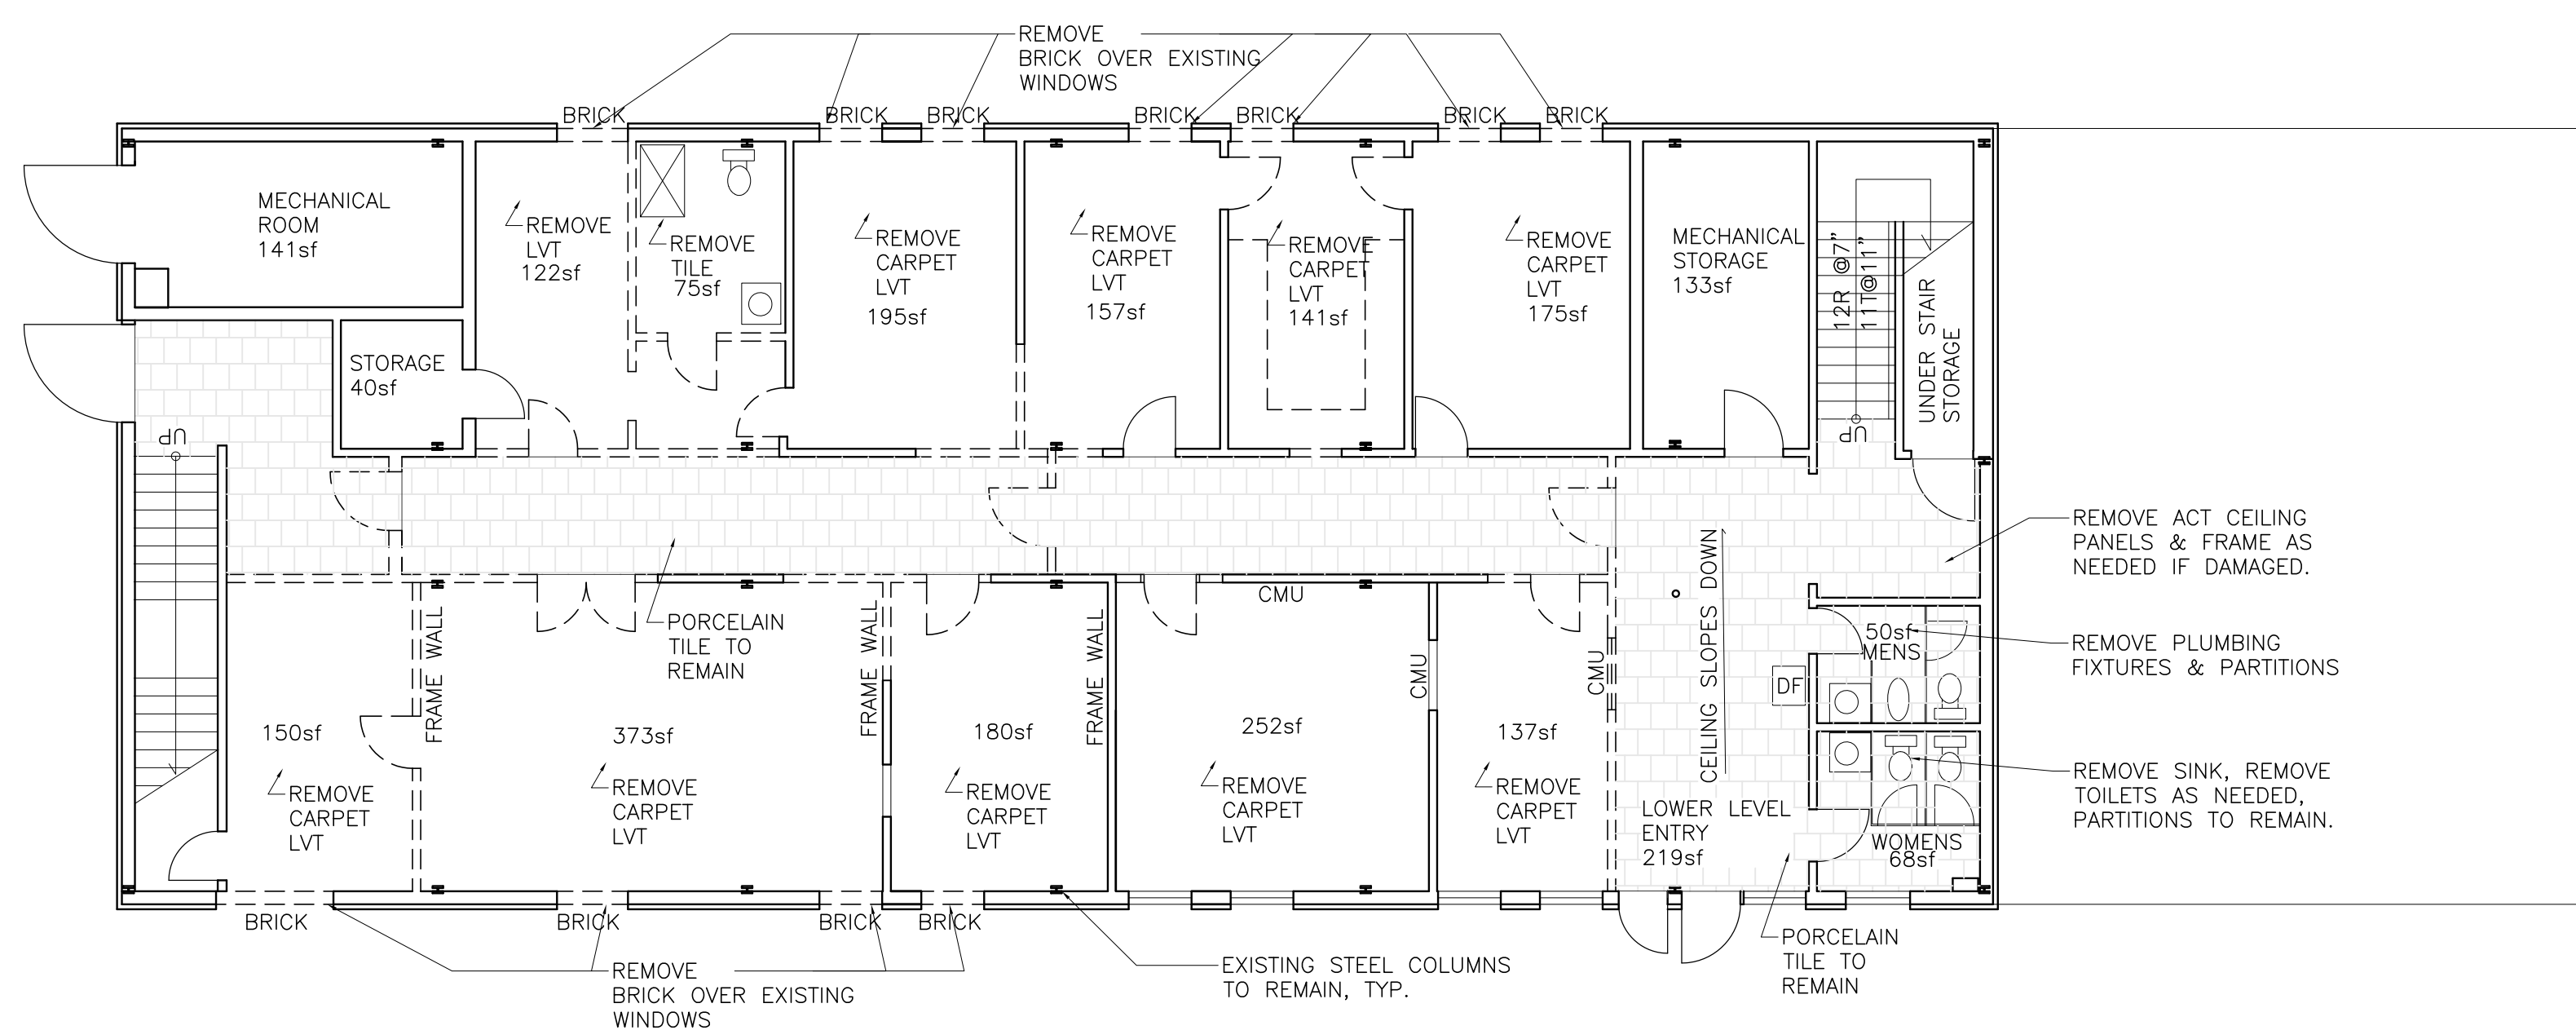 REMOVE
BRICK OVER EXISTING
WINDOWS
BRICK
BRICK
BRICK
BRICK
BRICK
BRICK
BRICK
MECHANICAL
ROOM
141sf
REMOVE
LVT
122sf
REMOVE
TILE
75sf
REMOVE
CARPET
LVT
195sf
REMOVE
CARPET
LVT
157sf
REMOVE
CARPET
LVT
141sf
REMOVE
CARPET
LVT
175sf
MECHANICAL
STORAGE
133sf
12R @7"
11T@11"
UNDER STAIR
STORAGE
STORAGE
40sf
up
up
REMOVE ACT CEILING
PANELS & FRAME AS
NEEDED IF DAMAGED.
PORCELAIN
TILE TO
REMAIN
FRAME WALL
FRAME WALL
FRAME WALL
CMU
CMU
CMU
CEILING SLOPES DOWN
DF
50sf
MENS
REMOVE PLUMBING
FIXTURES & PARTITIONS
150sf
REMOVE
CARPET
LVT
373sf
REMOVE
CARPET
LVT
180sf
REMOVE
CARPET
LVT
252sf
REMOVE
CARPET
LVT
137sf
REMOVE
CARPET
LVT
LOWER LEVEL
ENTRY
219sf
WOMENS
68sf
REMOVE SINK, REMOVE
TOILETS AS NEEDED,
PARTITIONS TO REMAIN.
BRICK
BRICK
BRICK
BRICK
REMOVE
BRICK OVER EXISTING
WINDOWS
EXISTING STEEL COLUMNS
TO REMAIN, TYP.
PORCELAIN
TILE TO
REMAIN